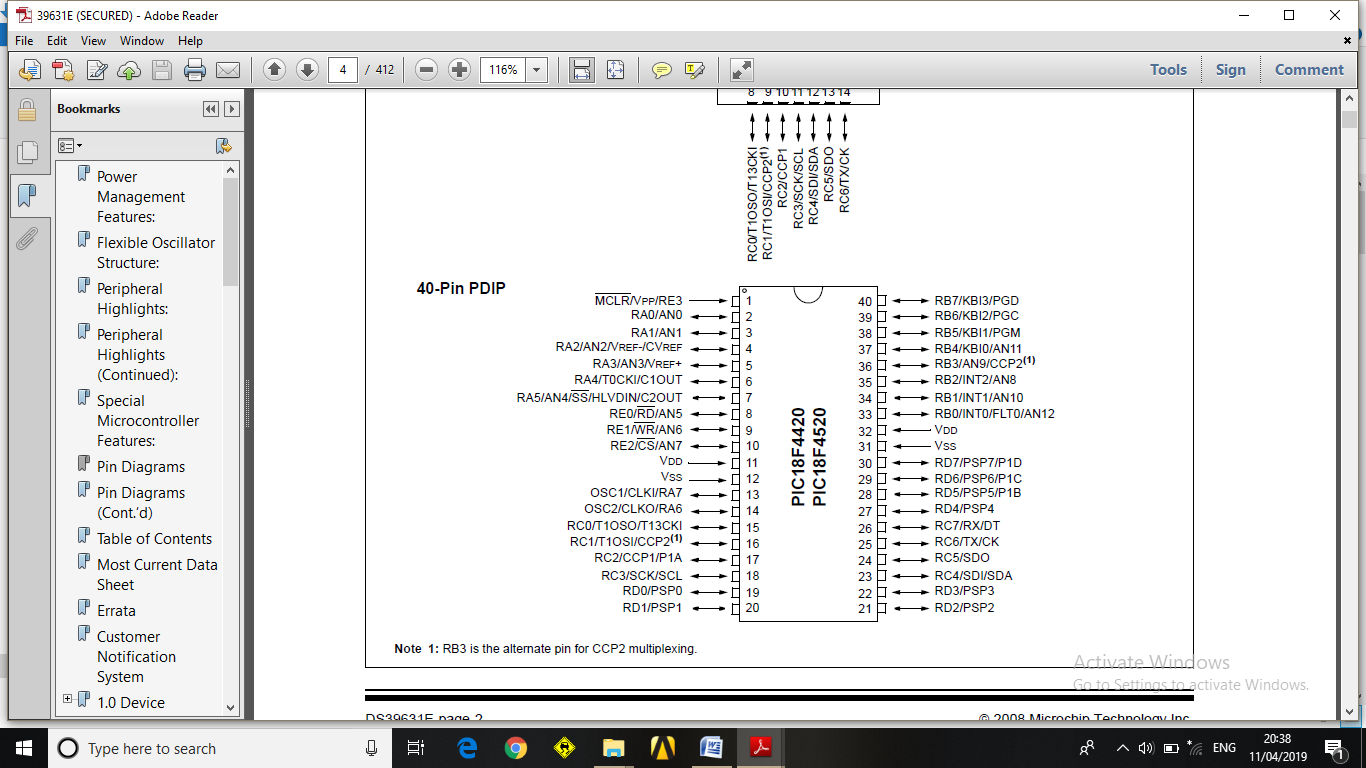 39631E (SECURED) - Adobe Reader
File Edit View Window Help
4 / 412 116% Tools Sign Comment
Bookmarks
Power
Management
Features:
Flexible Oscillator
Structure:
Peripheral
Highlights:
Peripheral
Highlights
(Continued):
Special
Microcontroller
Features:
Pin Diagrams
Pin Diagrams
(Cont.'d)
Table of Contents
Most Current Data
Sheet
Errata
Customer
Notification
System
1.0 Device
8 9 10 11 12 13 14
RC0/T1OSO/T13CKI
RC1/T1OSI/CCP2(1)
RC2/CCP1
RC3/SCK/SCL
RC4/SDI/SDA
RC5/SDO
RC6/TX/CK
40-Pin PDIP
MCLR/VPP/RE3 1 40 RB7/KBI3/PGD
RA0/AN0 2 39 RB6/KBI2/PGC
RA1/AN1 3 38 RB5/KBI1/PGM
RA2/AN2/VREF-/CVREF 4 37 RB4/KBI0/AN11
RA3/AN3/VREF+ 5 36 RB3/AN9/CCP2(1)
RA4/T0CKI/C1OUT 6 35 RB2/INT2/AN8
RA5/AN4/SS/HLVDIN/C2OUT 7 34 RB1/INT1/AN10
RE0/RD/AN5 8 33 RB0/INT0/FLT0/AN12
RE1/WR/AN6 9 32 VDD
RE2/CS/AN7 10 31 VSS
VDD 11 30 RD7/PSP7/P1D
VSS 12 29 RD6/PSP6/P1C
OSC1/CLKI/RA7 13 28 RD5/PSP5/P1B
OSC2/CLKO/RA6 14 27 RD4/PSP4
RC0/T1OSO/T13CKI 15 26 RC7/RX/DT
RC1/T1OSI/CCP2(1) 16 25 RC6/TX/CK
RC2/CCP1/P1A 17 24 RC5/SDO
RC3/SCK/SCL 18 23 RC4/SDI/SDA
RD0/PSP0 19 22 RD3/PSP3
RD1/PSP1 20 21 RD2/PSP2
PIC18F4420
PIC18F4520
Note 1: RB3 is the alternate pin for CCP2 multiplexing.
Activate Windows
Go to Settings to activate Windows.
DS39631E-page 2 © 2008 Microchip Technology Inc.
Type here to search
ENG
20:38
11/04/2019
1